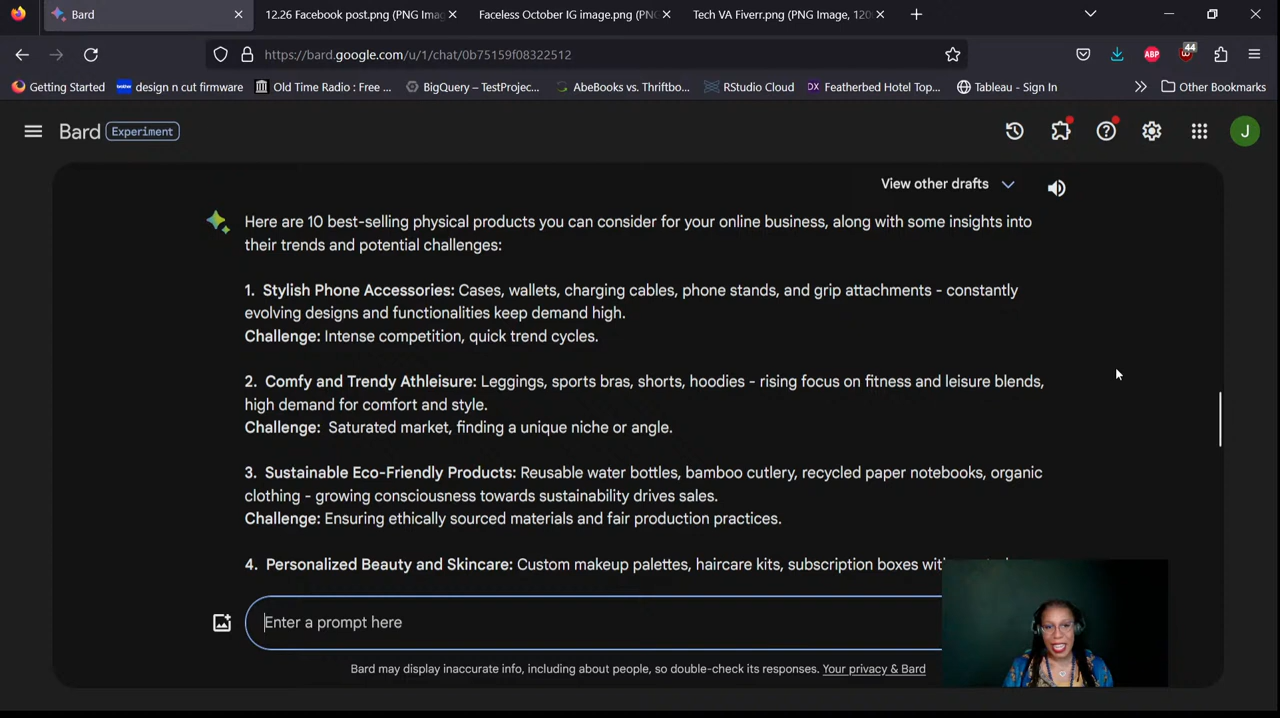 Bard
12.26 Facebook post.png (PNG Imag
Faceless October IG image.png (PNG
Tech VA Fiverr.png (PNG Image, 120
https://bard.google.com/u/1/chat/0b75159f08322512
ABP
44
Getting Started
design n cut firmware
Old Time Radio : Free ...
BigQuery – TestProjec...
AbeBooks vs. Thriftbo...
RStudio Cloud
DX Featherbed Hotel Top...
Tableau - Sign In
Other Bookmarks
Bard Experiment
J
View other drafts
Here are 10 best-selling physical products you can consider for your online business, along with some insights into
their trends and potential challenges:
1. Stylish Phone Accessories: Cases, wallets, charging cables, phone stands, and grip attachments - constantly
evolving designs and functionalities keep demand high.
Challenge: Intense competition, quick trend cycles.
2. Comfy and Trendy Athleisure: Leggings, sports bras, shorts, hoodies - rising focus on fitness and leisure blends,
high demand for comfort and style.
Challenge: Saturated market, finding a unique niche or angle.
3. Sustainable Eco-Friendly Products: Reusable water bottles, bamboo cutlery, recycled paper notebooks, organic
clothing - growing consciousness towards sustainability drives sales.
Challenge: Ensuring ethically sourced materials and fair production practices.
4. Personalized Beauty and Skincare: Custom makeup palettes, haircare kits, subscription boxes
Enter a prompt here
Bard may display inaccurate info, including about people, so double-check its responses. Your privacy & Bard